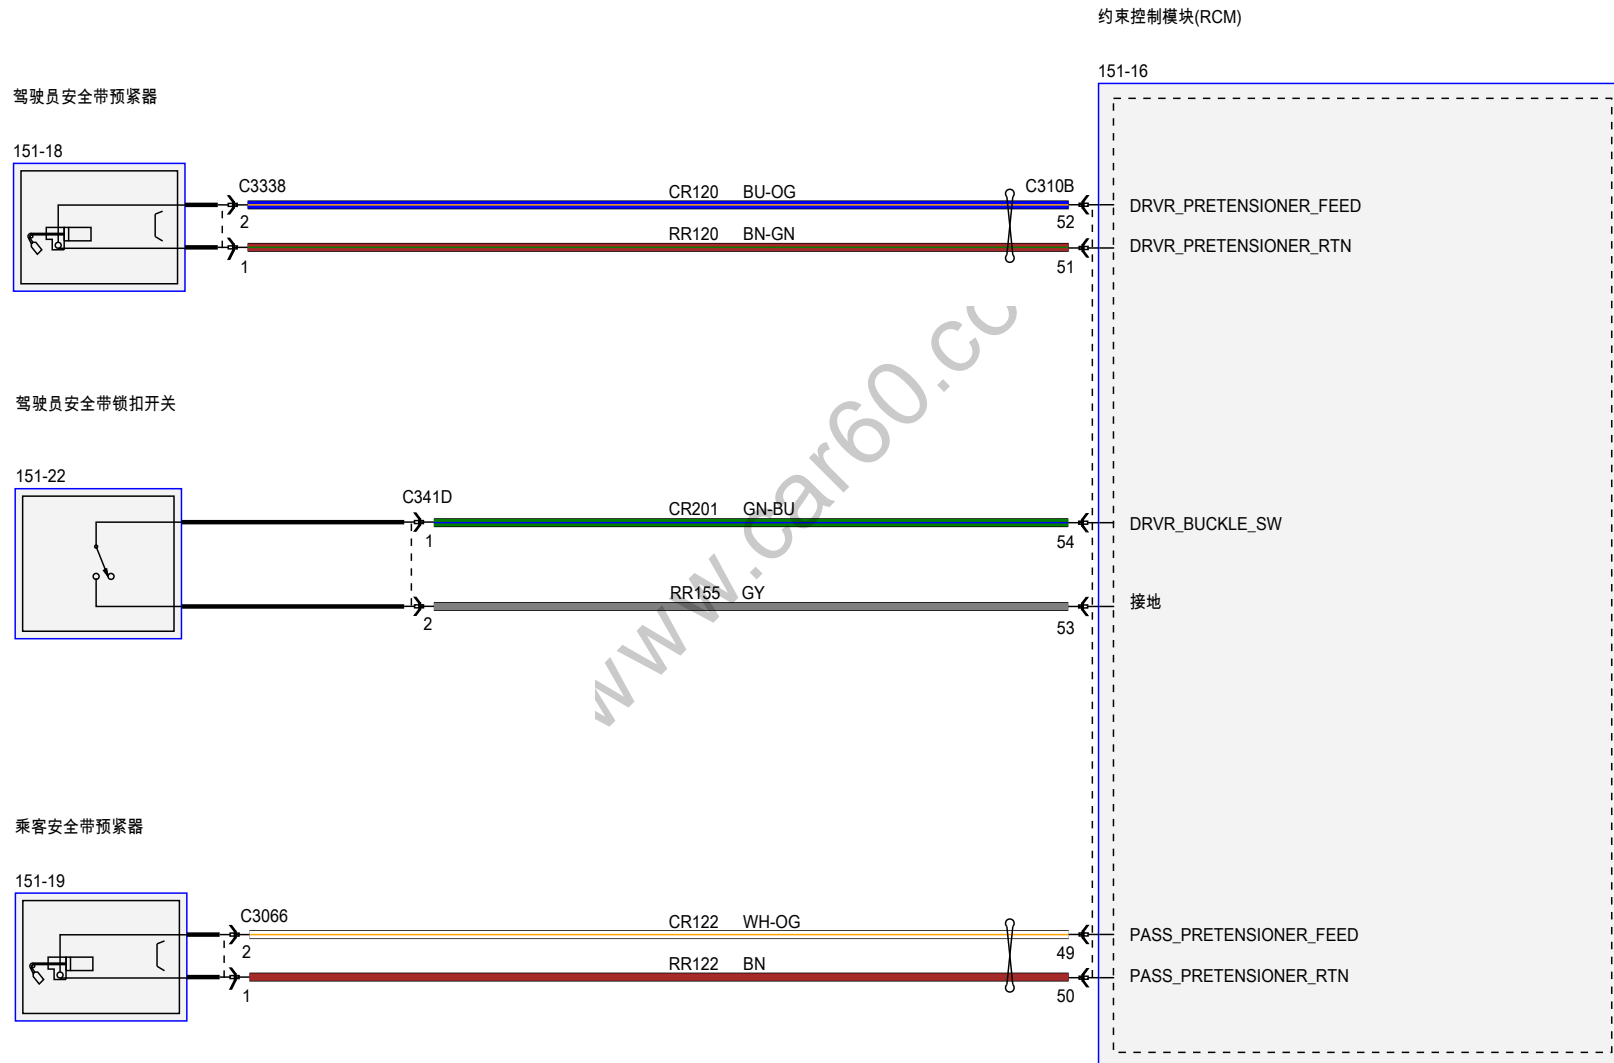 约束控制模块(RCM)
151-16
驾驶员安全带预紧器
151-18
C3338
CR120 BU-OG
C310B
2
52
DRVR_PRETENSIONER_FEED
RR120 BN-GN
DRVR_PRETENSIONER_RTN
1
51
驾驶员安全带锁扣开关
151-22
C341D
CR201 GN-BU
1
54
DRVR_BUCKLE_SW
RR155 GY
接地
2
53
乘客安全带预紧器
151-19
C3066
CR122 WH-OG
2
49
PASS_PRETENSIONER_FEED
RR122 BN
PASS_PRETENSIONER_RTN
1
50
www.car60.cc